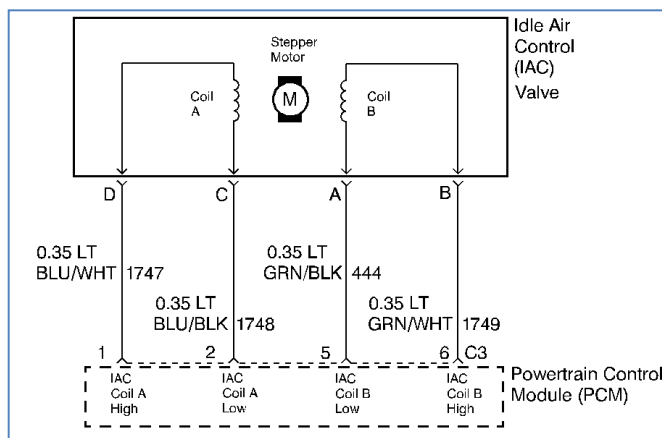 Idle Air
Control
(IAC)
Valve
Stepper
Motor
Coil
A
M
Coil
B
D
C
A
B
0.35 LT
BLU/WHT
1747
0.35 LT
BLU/BLK
1748
0.35 LT
GRN/BLK
444
0.35 LT
GRN/WHT
1749
1
2
5
6
C3
IAC
Coil A
High
IAC
Coil A
Low
IAC
Coil B
Low
IAC
Coil B
High
Powertrain Control
Module (PCM)